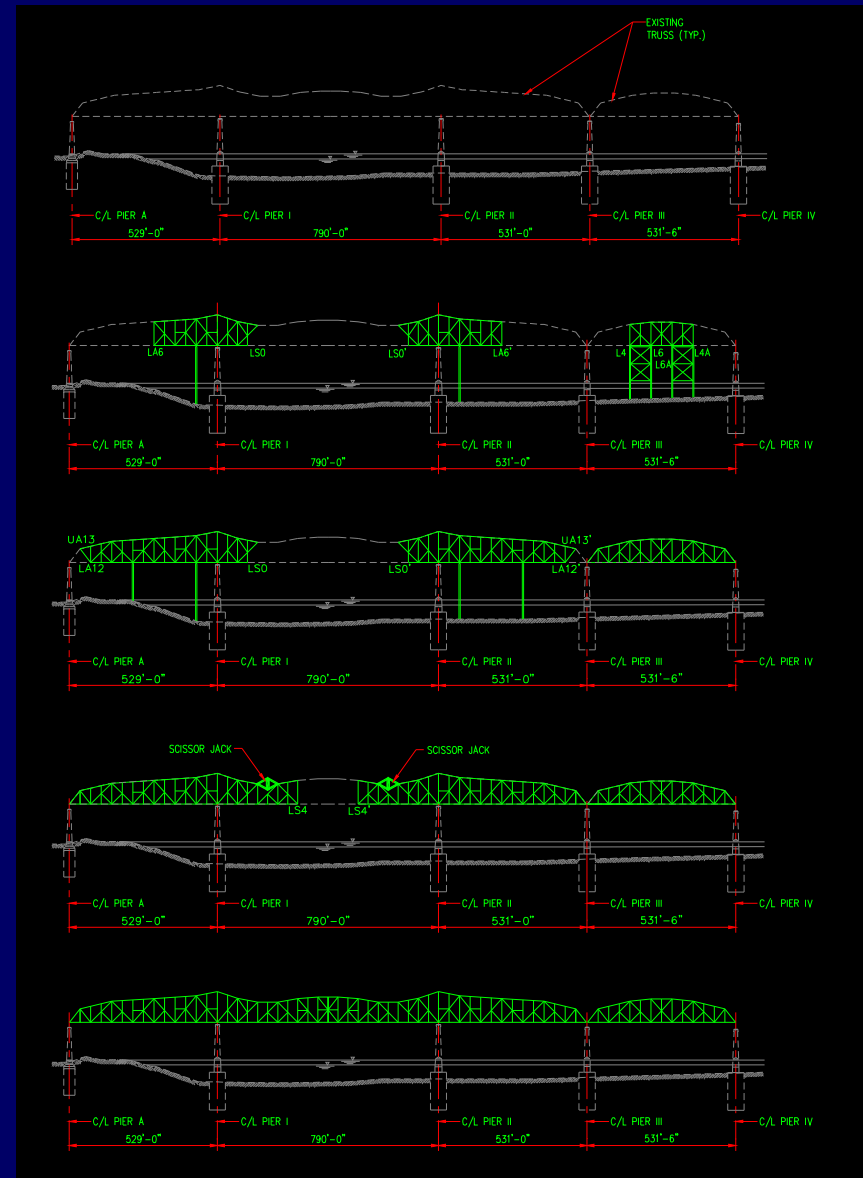 EXISTING
TRUSS (TYP.)
C/L PIER A
C/L PIER I
C/L PIER II
C/L PIER III
C/L PIER IV
529'-0"
790'-0"
531'-0"
531'-6"
LA6
LS0
LS0'
LA6'
L4
L6
L4A
L6A
C/L PIER A
C/L PIER I
C/L PIER II
C/L PIER III
C/L PIER IV
529'-0"
790'-0"
531'-0"
531'-6"
UA13
UA13'
LA12
LS0
LS0'
LA12'
C/L PIER A
C/L PIER I
C/L PIER II
C/L PIER III
C/L PIER IV
529'-0"
790'-0"
531'-0"
531'-6"
SCISSOR JACK
SCISSOR JACK
LS4
LS4'
C/L PIER A
C/L PIER I
C/L PIER II
C/L PIER III
C/L PIER IV
529'-0"
790'-0"
531'-0"
531'-6"
C/L PIER A
C/L PIER I
C/L PIER II
C/L PIER III
C/L PIER IV
529'-0"
790'-0"
531'-0"
531'-6"